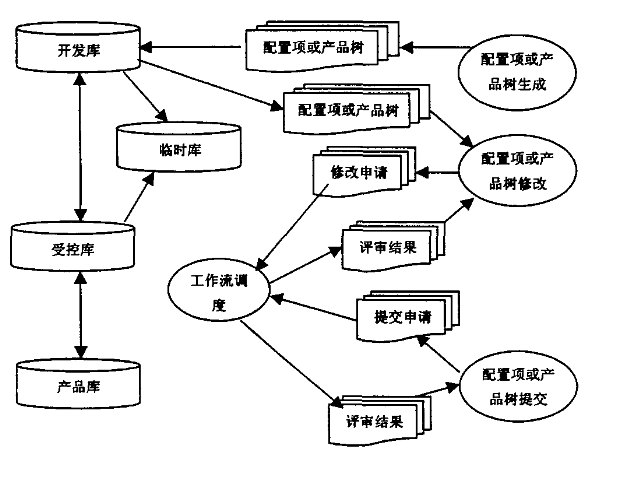 开发库
配置项或产品树
配置项或产
品树生成
配置项或产品树
临时库
配置项或产
品树修改
修改申请
受控库
评审结果
工作流调
度
提交申请
产品库
配置项或产
品树提交
评审结果